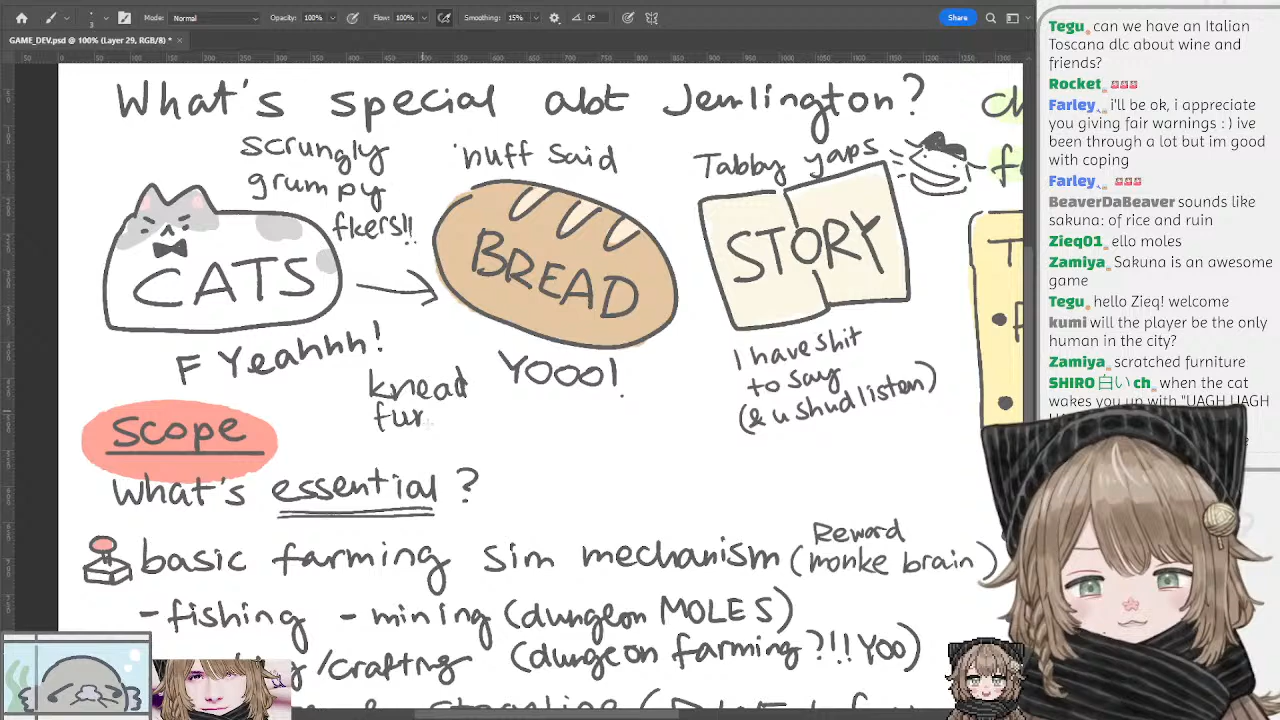 Mode: Normal
Opacity: 100%
Flow: 100%
Smoothing: 15%
0°
Share
GAME_DEV.psd @ 100% (Layer 29, RGB/8) *
What's special abt Jemlington?
scrungly
grumpy
fkers!!
CATS
F Yeahhh!
'nuff said
BREAD
YOOO!
knead
fur
Tabby yaps
STORY
I have shit
to say
(& u shud listen)
scope
What's essential?
basic farming sim mechanism (
Reward
monke brain)
- fishing - mining (dungeon MOLES)
/crafting (dungeon farming?!! YOO)
Tegu can we have an Italian
Toscana dlc about wine and
friends?
Rocket
Farley i'll be ok, i appreciate
you giving fair warnings : ) ive
been through a lot but im good
with coping
Farley
BeaverDaBeaver sounds like
sakuna: of rice and ruin
Zieq01 ello moles
Zamiya Sakuna is an awesome
game
Tegu hello Zieq! welcome
kumi will the player be the only
human in the city?
Zamiya scratched furniture
SHIRO 白い ch when the cat
wakes you up with "UAGH UAGH